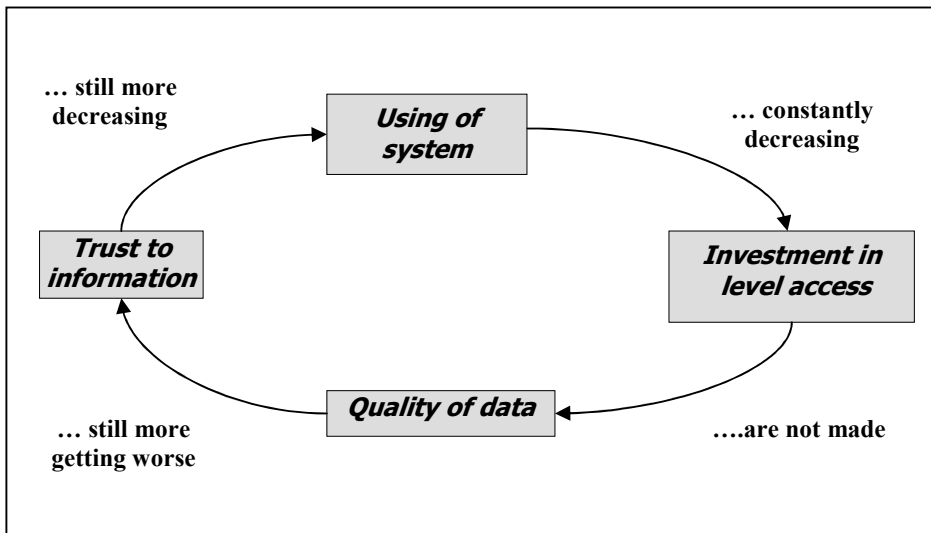 … still more
decreasing
Using of
system
… constantly
decreasing
Trust to
information
Investment in
level access
Quality of data
… still more
getting worse
….are not made